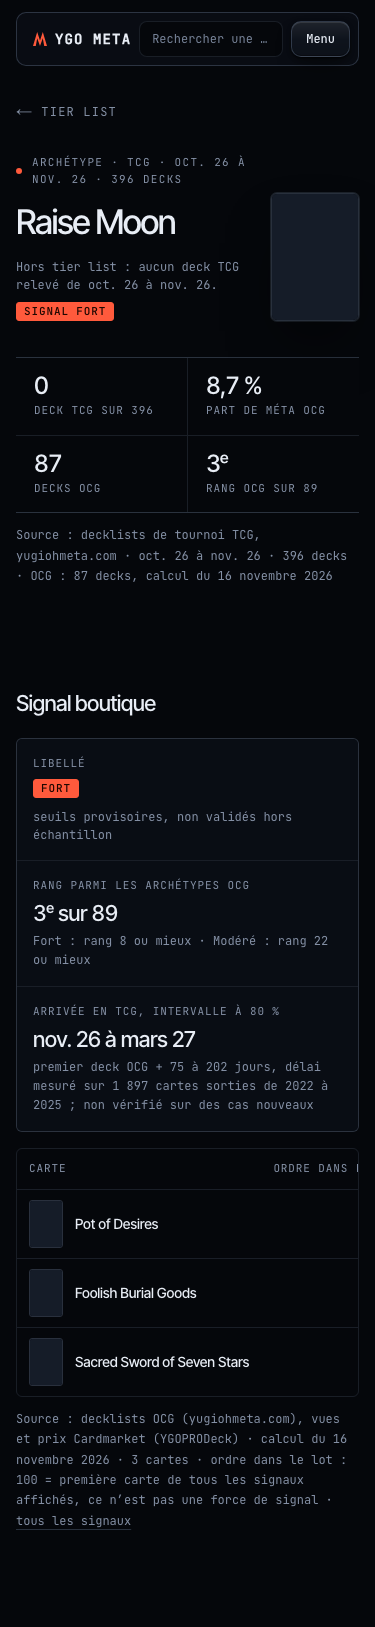 YGO META
Rechercher une …
Menu
← TIER LIST
ARCHÉTYPE · TCG · OCT. 26 À
NOV. 26 · 396 DECKS
Raise Moon
Hors tier list : aucun deck TCG
relevé de oct. 26 à nov. 26.
SIGNAL FORT
0
DECK TCG SUR 396
8,7 %
PART DE MÉTA OCG
87
DECKS OCG
3e
RANG OCG SUR 89
Source : decklists de tournoi TCG,
yugiohmeta.com · oct. 26 à nov. 26 · 396 decks
· OCG : 87 decks, calcul du 16 novembre 2026
Signal boutique
LIBELLÉ
FORT
seuils provisoires, non validés hors
échantillon
RANG PARMI LES ARCHÉTYPES OCG
3e sur 89
Fort : rang 8 ou mieux · Modéré : rang 22
ou mieux
ARRIVÉE EN TCG, INTERVALLE À 80 %
nov. 26 à mars 27
premier deck OCG + 75 à 202 jours, délai
mesuré sur 1 897 cartes sorties de 2022 à
2025 ; non vérifié sur des cas nouveaux
CARTE
ORDRE DANS
Pot of Desires
Foolish Burial Goods
Sacred Sword of Seven Stars
Source : decklists OCG (yugiohmeta.com), vues
et prix Cardmarket (YGOPRODeck) · calcul du 16
novembre 2026 · 3 cartes · ordre dans le lot :
100 = première carte de tous les signaux
affichés, ce n’est pas une force de signal ·
tous les signaux